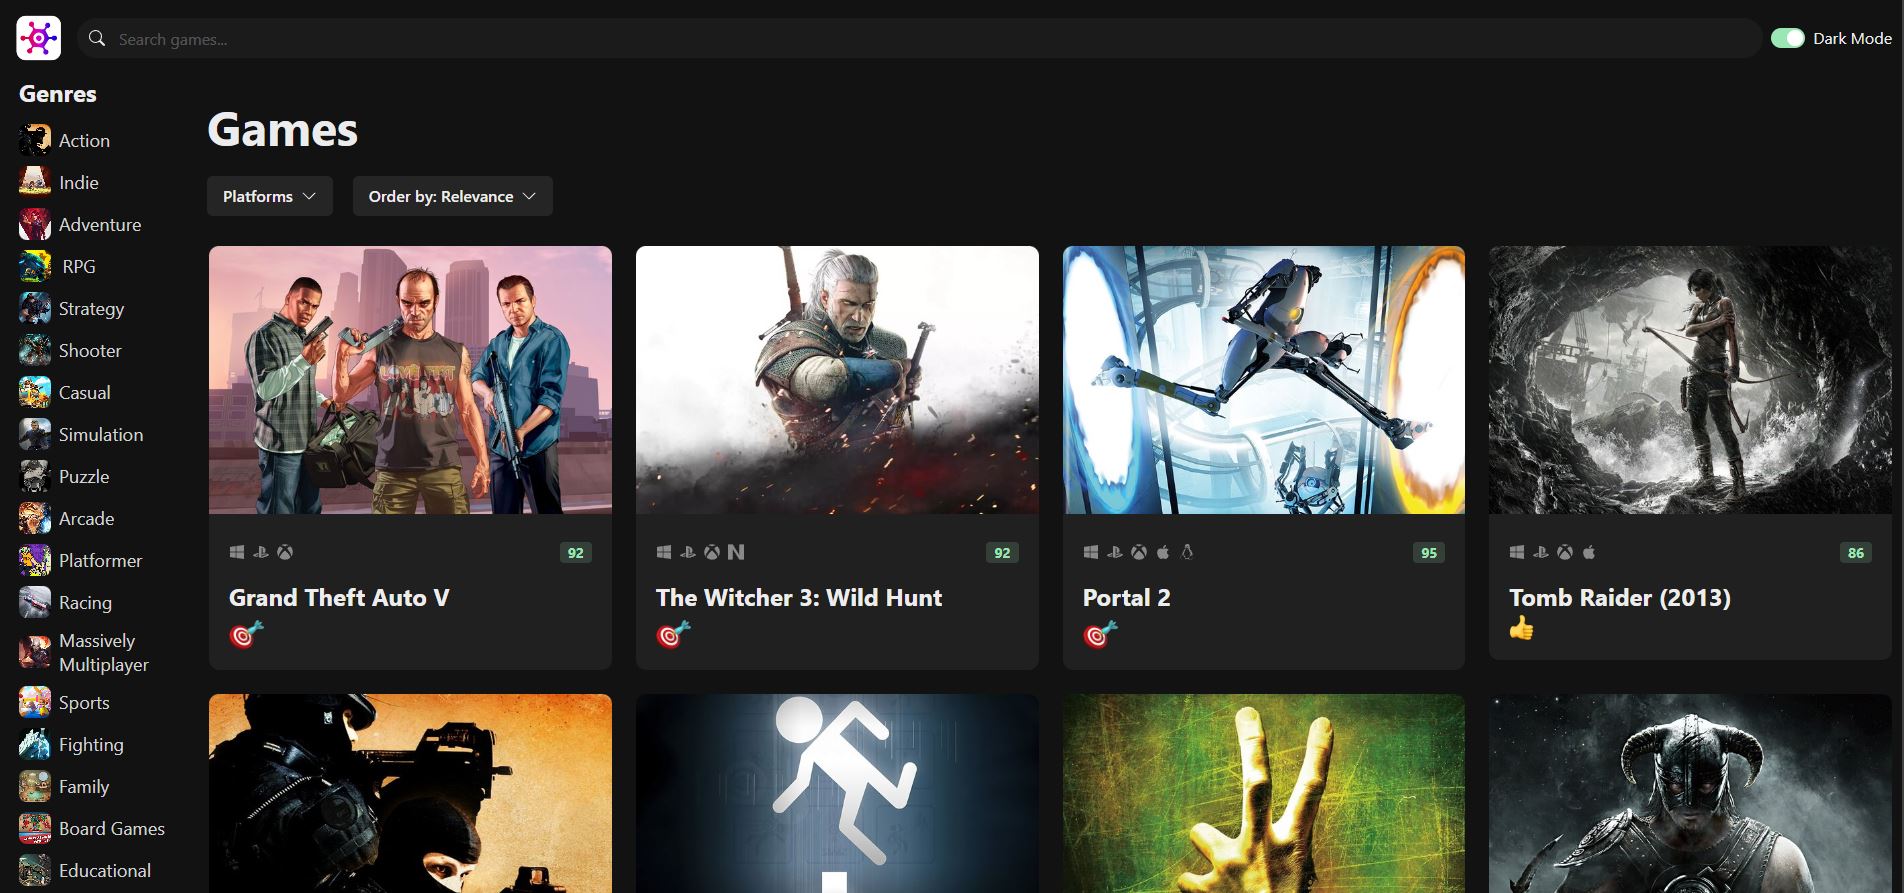 Search games...
Dark Mode
Genres
Action
Indie
Adventure
RPG
Strategy
Shooter
Casual
Simulation
Puzzle
Arcade
Platformer
Racing
Massively
Multiplayer
Sports
Fighting
Family
Board Games
Educational
Games
Platforms
Order by: Relevance
92
Grand Theft Auto V
92
The Witcher 3: Wild Hunt
95
Portal 2
86
Tomb Raider (2013)